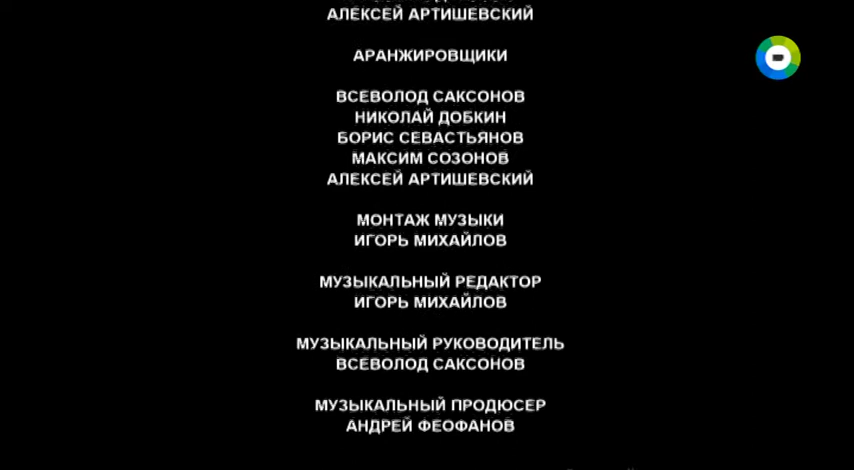 АЛЕКСЕЙ АРТИШЕВСКИЙ
АРАНЖИРОВЩИКИ
ВСЕВОЛОД САКСОНОВ
НИКОЛАЙ ДОБКИН
БОРИС СЕВАСТЬЯНОВ
МАКСИМ СОЗОНОВ
АЛЕКСЕЙ АРТИШЕВСКИЙ
МОНТАЖ МУЗЫКИ
ИГОРЬ МИХАЙЛОВ
МУЗЫКАЛЬНЫЙ РЕДАКТОР
ИГОРЬ МИХАЙЛОВ
МУЗЫКАЛЬНЫЙ РУКОВОДИТЕЛЬ
ВСЕВОЛОД САКСОНОВ
МУЗЫКАЛЬНЫЙ ПРОДЮСЕР
АНДРЕЙ ФЕОФАНОВ